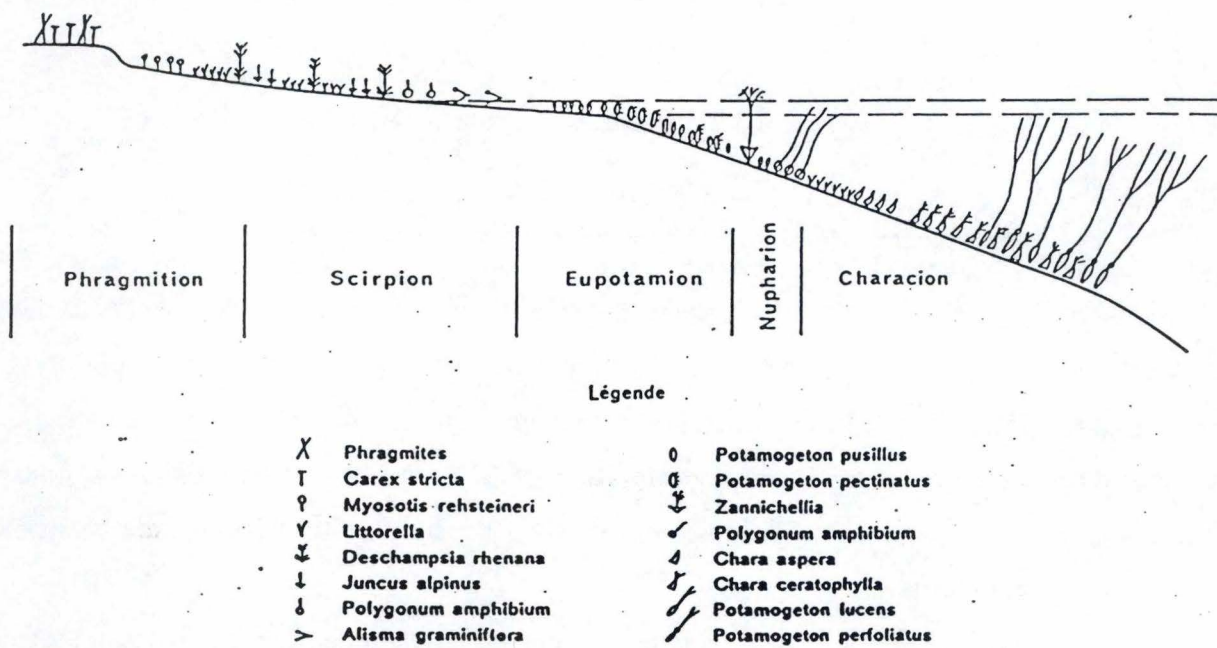 Phragmition
Scirpion
Eupotamion
Nupharion
Characion
Légende
Phragmites
Carex stricta
Myosotis rehsteineri
Littorella
Deschampsia rhenana
Juncus alpinus
Polygonum amphibium
Alisma graminiflera
Potamogeton pusillus
Potamogeton pectinatus
Zannichellia
Polygonum amphibium
Chara aspera
Chara ceratophylla
Potamogeton lucens
Potamogeton perfoliatus